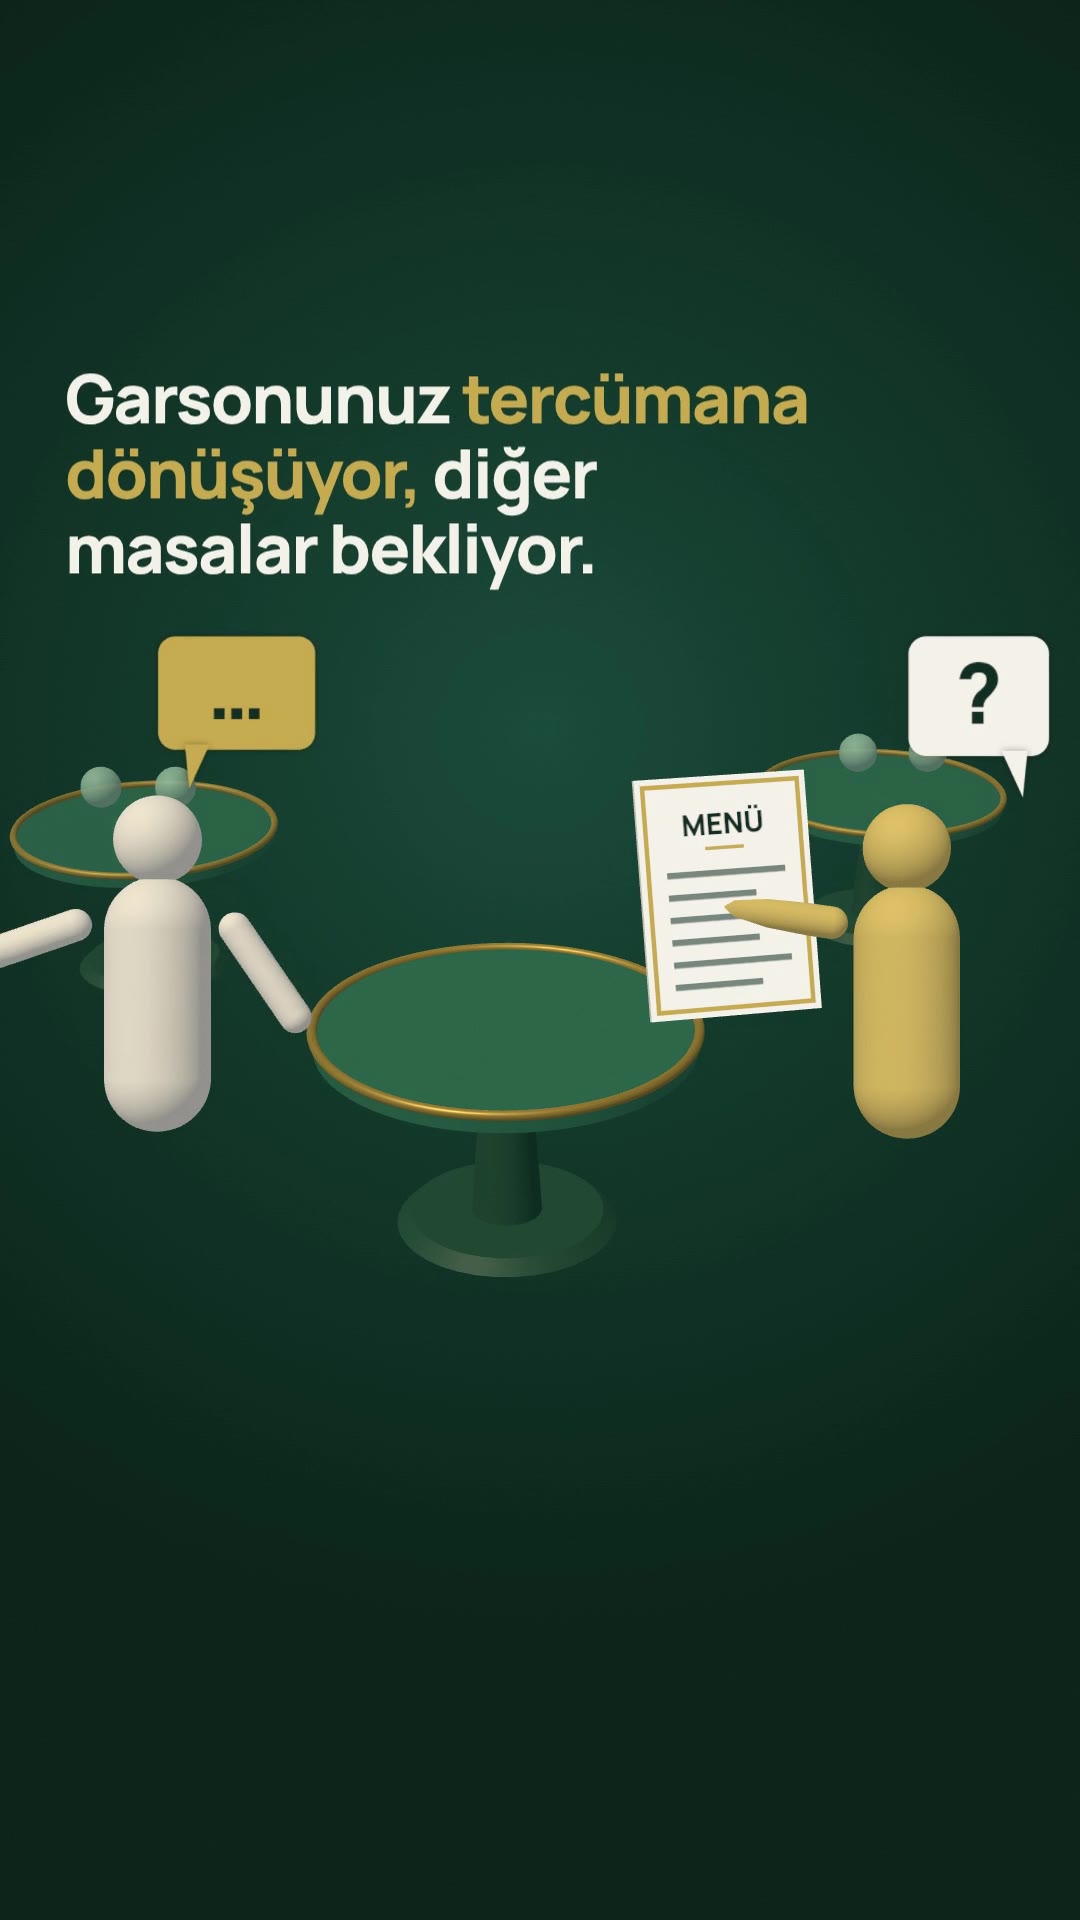 Garsonunuz tercümana
dönüşüyor, diğer
masalar bekliyor.
...
?
MENÜ